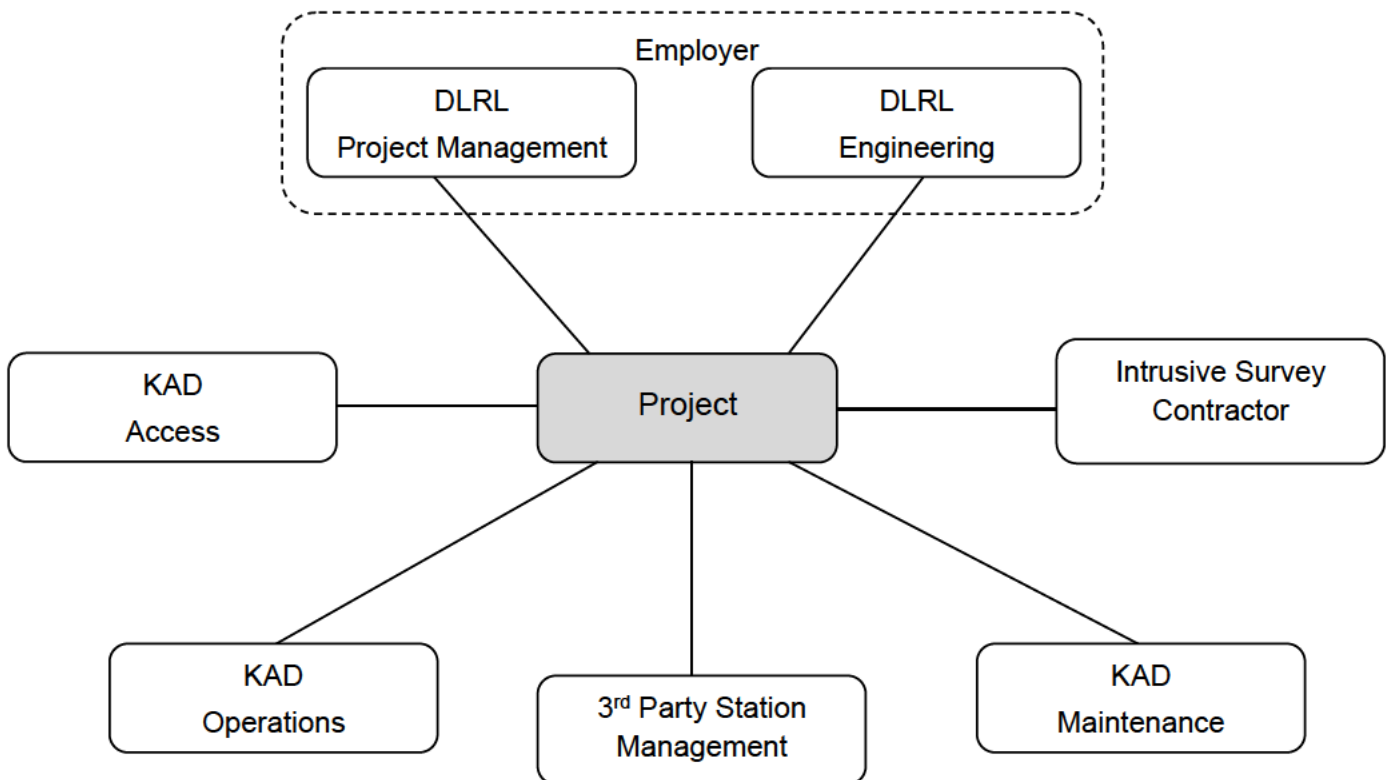 Employer
DLRL
Project Management
DLRL
Engineering
KAD
Access
Project
Intrusive Survey
Contractor
KAD
Operations
3rd Party Station
Management
KAD
Maintenance